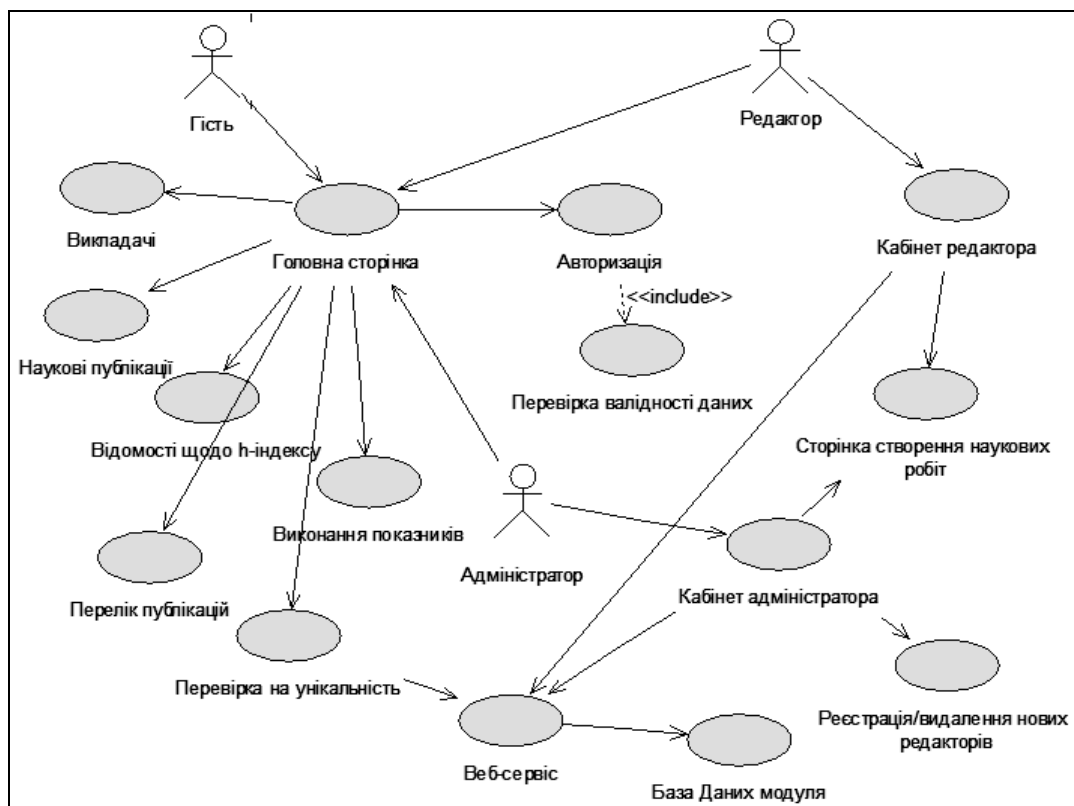 Гість
Редактор
Викладачі
Головна сторінка
Авторизація
Кабінет редактора
<<include>>
Наукові публікації
Перевірка валідності даних
Відомості щодо h-індексу
Сторінка створення наукових
робіт
Виконання показників
Адміністратор
Перелік публікацій
Кабінет адміністратора
Перевірка на унікальність
Реєстрація/видалення нових
редакторів
Веб-сервіс
База Даних модуля